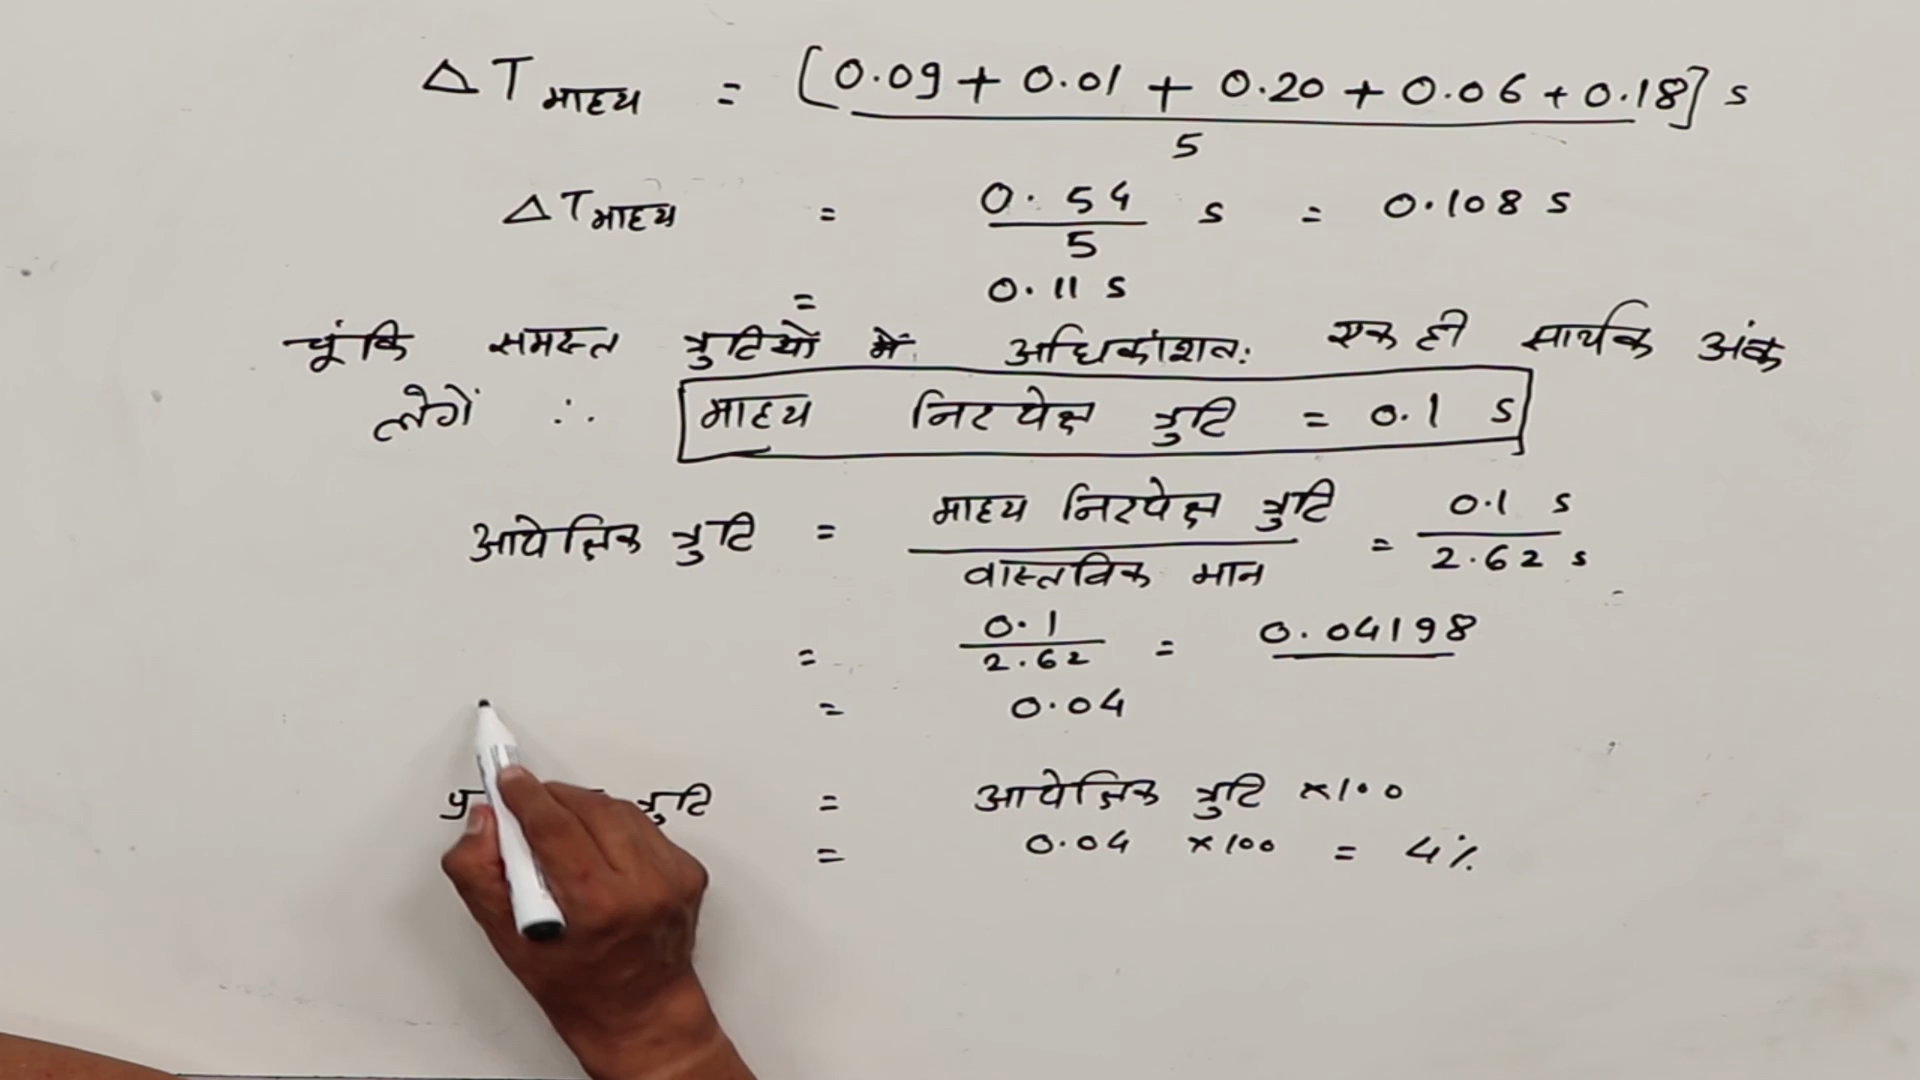 ΔT माध्य = [0.09 + 0.01 + 0.20 + 0.06 + 0.18] s
5
ΔT माध्य = 0.54 / 5 s = 0.108 s
= 0.11 s
चूंकि समस्त त्रुटियों में अधिकांशतः एक ही सार्थक अंक
लेगें ∴ माध्य निरपेक्ष त्रुटि = 0.1 s
आपेक्षिक त्रुटि = माध्य निरपेक्ष त्रुटि / वास्तविक मान = 0.1 s / 2.62 s
= 0.1 / 2.62 = 0.04198
= 0.04
त्रुटि = आपेक्षिक त्रुटि ×100
= 0.04 ×100 = 4%